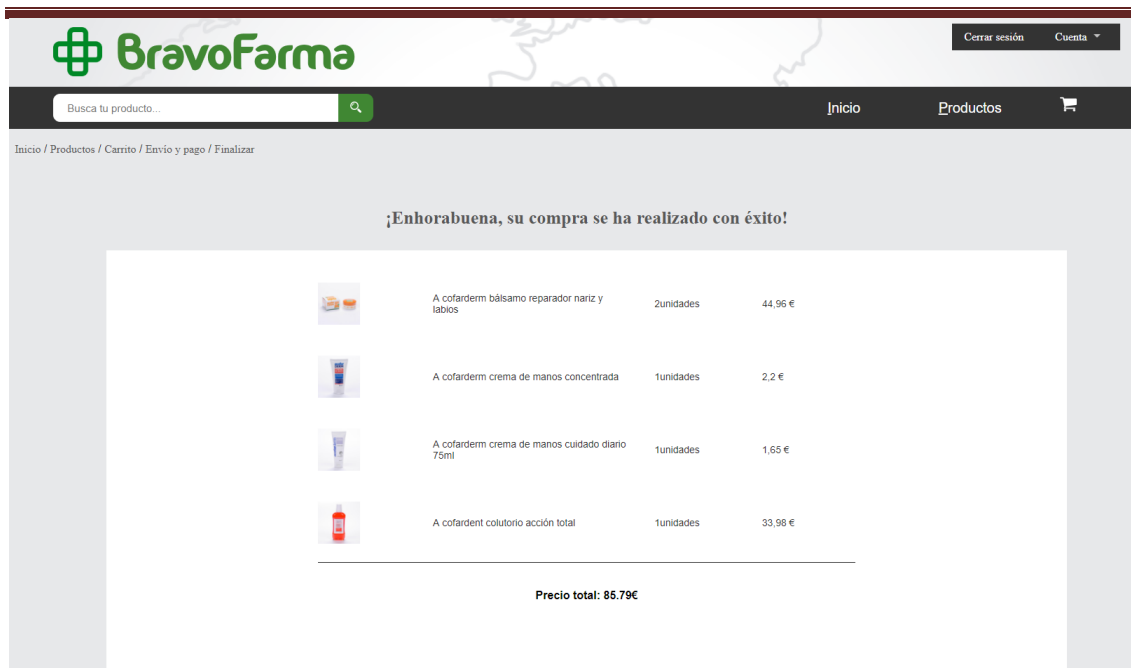 BravoFarma
Cerrar sesión Cuenta
Busca tu producto...
Inicio Productos
Inicio / Productos / Carrito / Envío y pago / Finalizar
¡Enhorabuena, su compra se ha realizado con éxito!
A cofarderm bálsamo reparador nariz y
labios
2unidades 44,96 €
A cofarderm crema de manos concentrada 1unidades 2,2 €
A cofarderm crema de manos cuidado diario
75ml
1unidades 1,65 €
A cofardent colutorio acción total 1unidades 33,98 €
Precio total: 85.79€